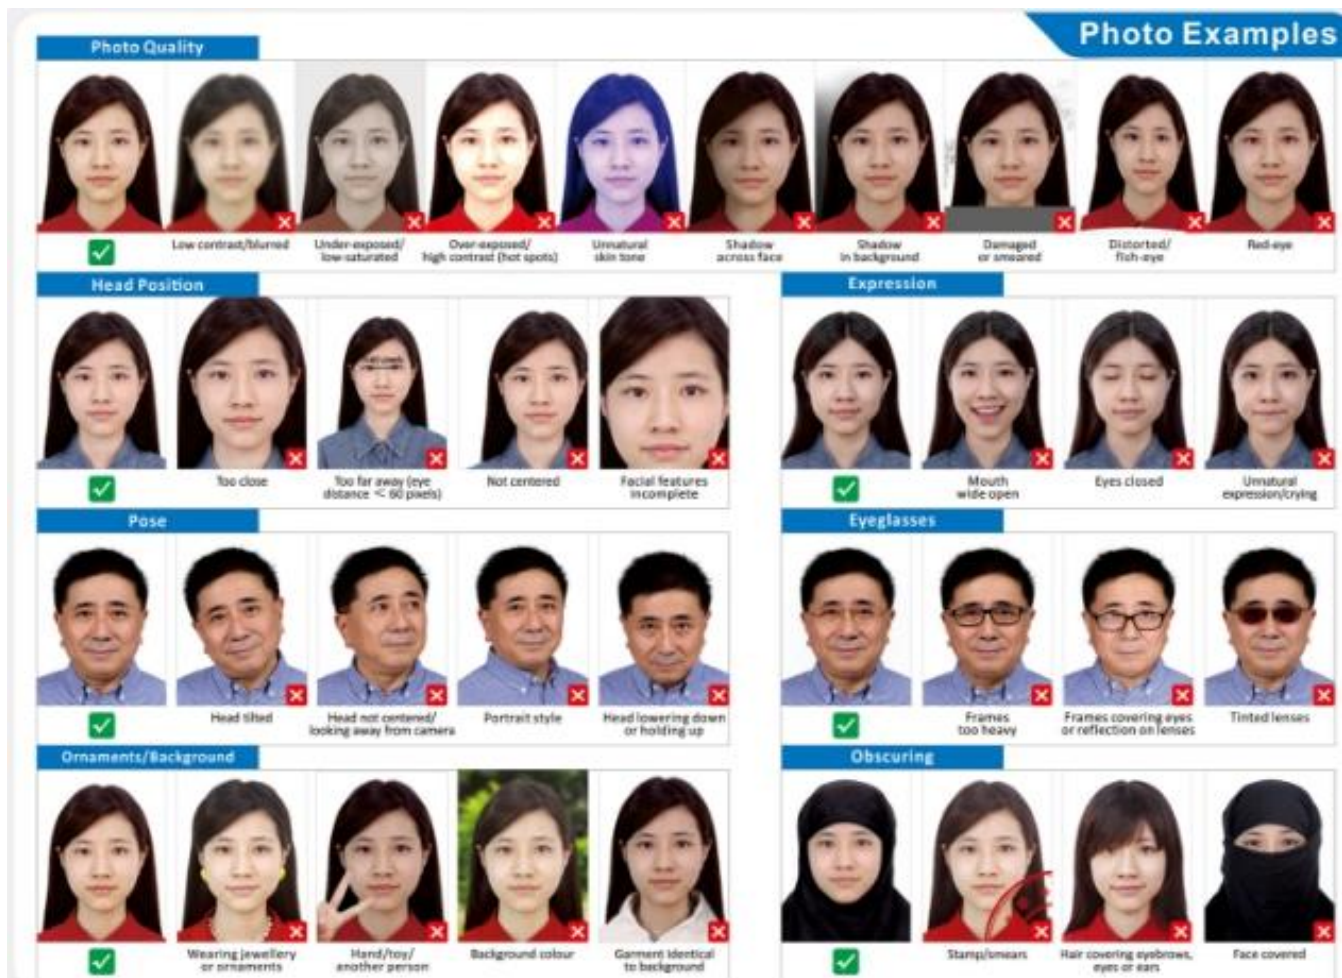 Photo Examples
Photo Quality
Low contrast/blurred
Under-exposed/
low-saturated
Over-exposed/
high contrast (hot spots)
Unnatural
skin tone
Shadow
across face
Shadow
in background
Damaged
or smeared
Distorted/
fish-eye
Red-eye
Head Position
Too close
Too far away (eye
distance < 60 pixels)
Not centered
Facial features
incomplete
Expression
Mouth
wide open
Eyes closed
Unnatural
expression/crying
Pose
Head tilted
Head not centered/
looking away from camera
Portrait style
Head lowering down
or holding up
Eyeglasses
Frames
too heavy
Frames covering eyes
or reflection on lenses
Tinted lenses
Ornaments/Background
Wearing jewellery
or ornaments
Hand/toy/
another person
Background colour
Garment identical
to background
Obscuring
Stamp/smears
Hair covering eyebrows,
eyes or ears
Face covered